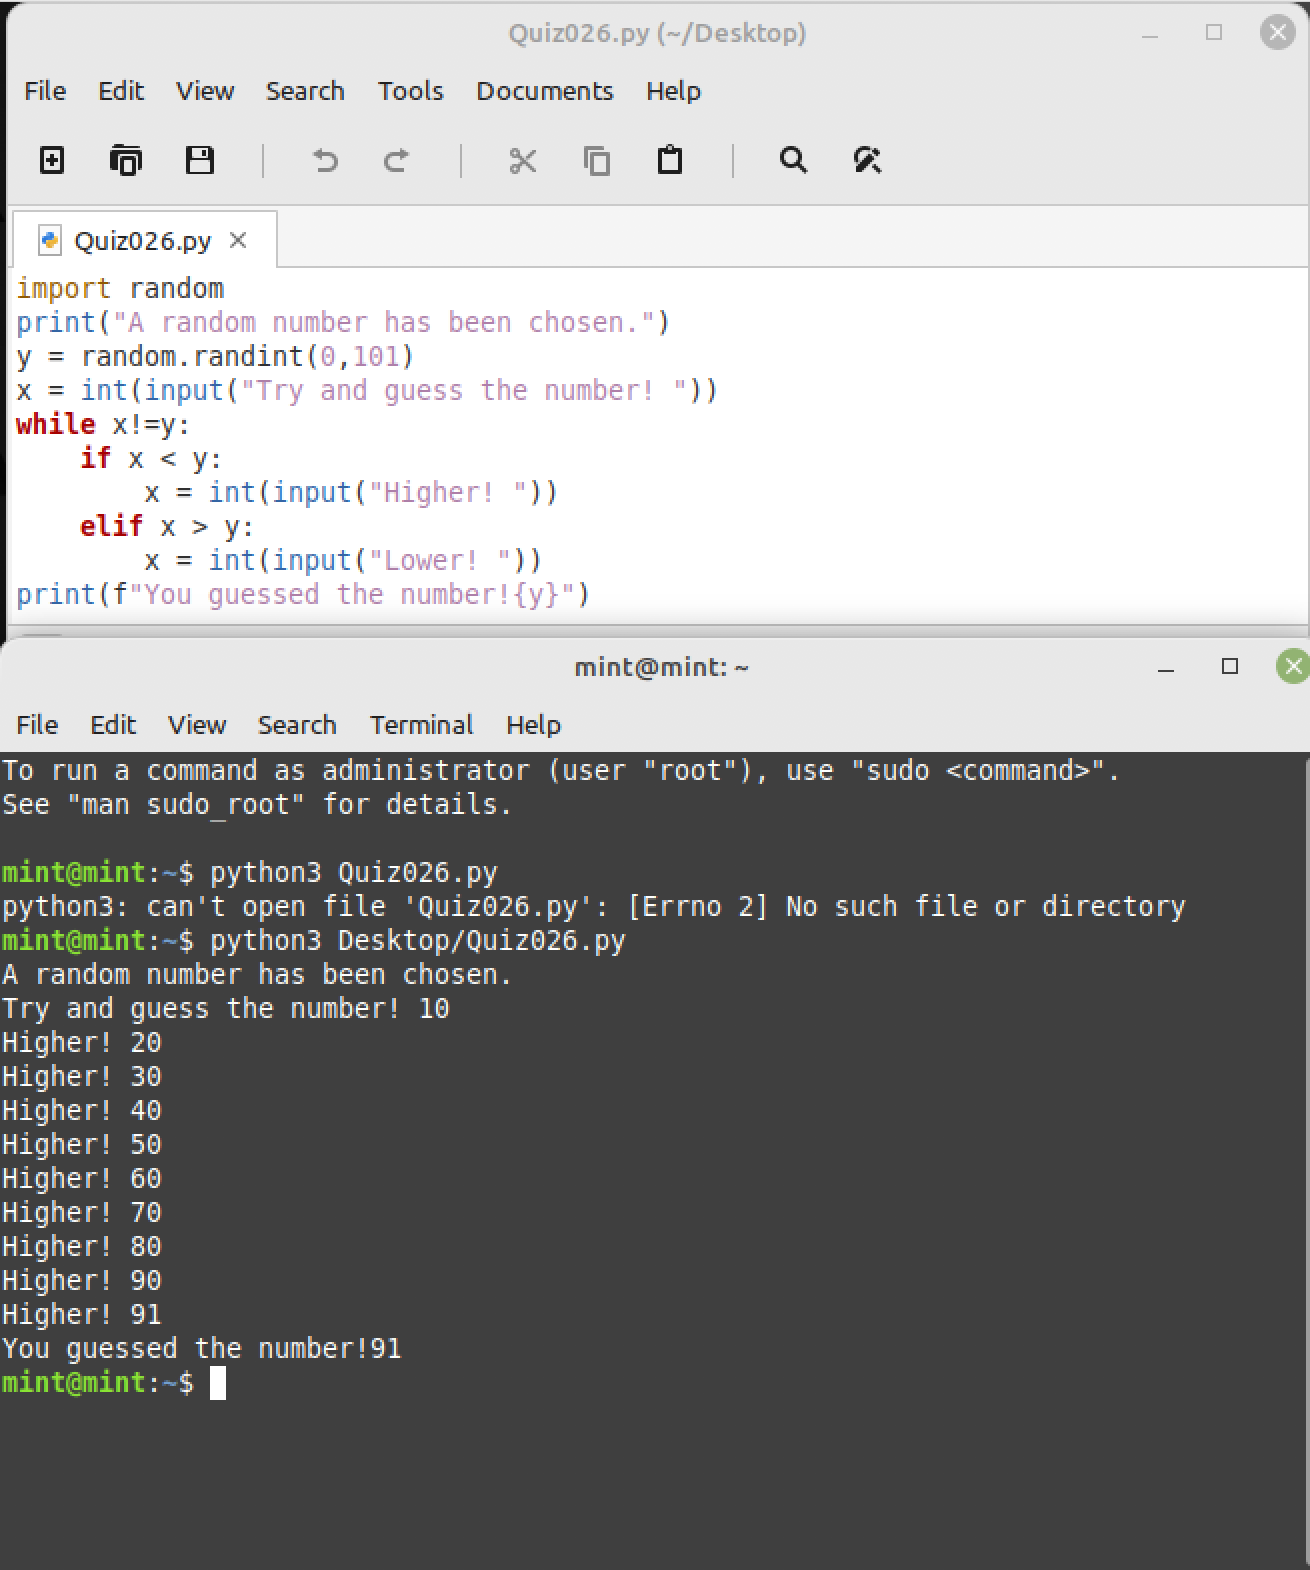 Quiz026.py (~/Desktop)
File Edit View Search Tools Documents Help
Quiz026.py
import random
print("A random number has been chosen.")
y = random.randint(0,101)
x = int(input("Try and guess the number! "))
while x!=y:
    if x < y:
        x = int(input("Higher! "))
    elif x > y:
        x = int(input("Lower! "))
print(f"You guessed the number!{y}")
mint@mint: ~
File Edit View Search Terminal Help
To run a command as administrator (user "root"), use "sudo <command>".
See "man sudo_root" for details.
mint@mint:~$ python3 Quiz026.py
python3: can't open file 'Quiz026.py': [Errno 2] No such file or directory
mint@mint:~$ python3 Desktop/Quiz026.py
A random number has been chosen.
Try and guess the number! 10
Higher! 20
Higher! 30
Higher! 40
Higher! 50
Higher! 60
Higher! 70
Higher! 80
Higher! 90
Higher! 91
You guessed the number!91
mint@mint:~$